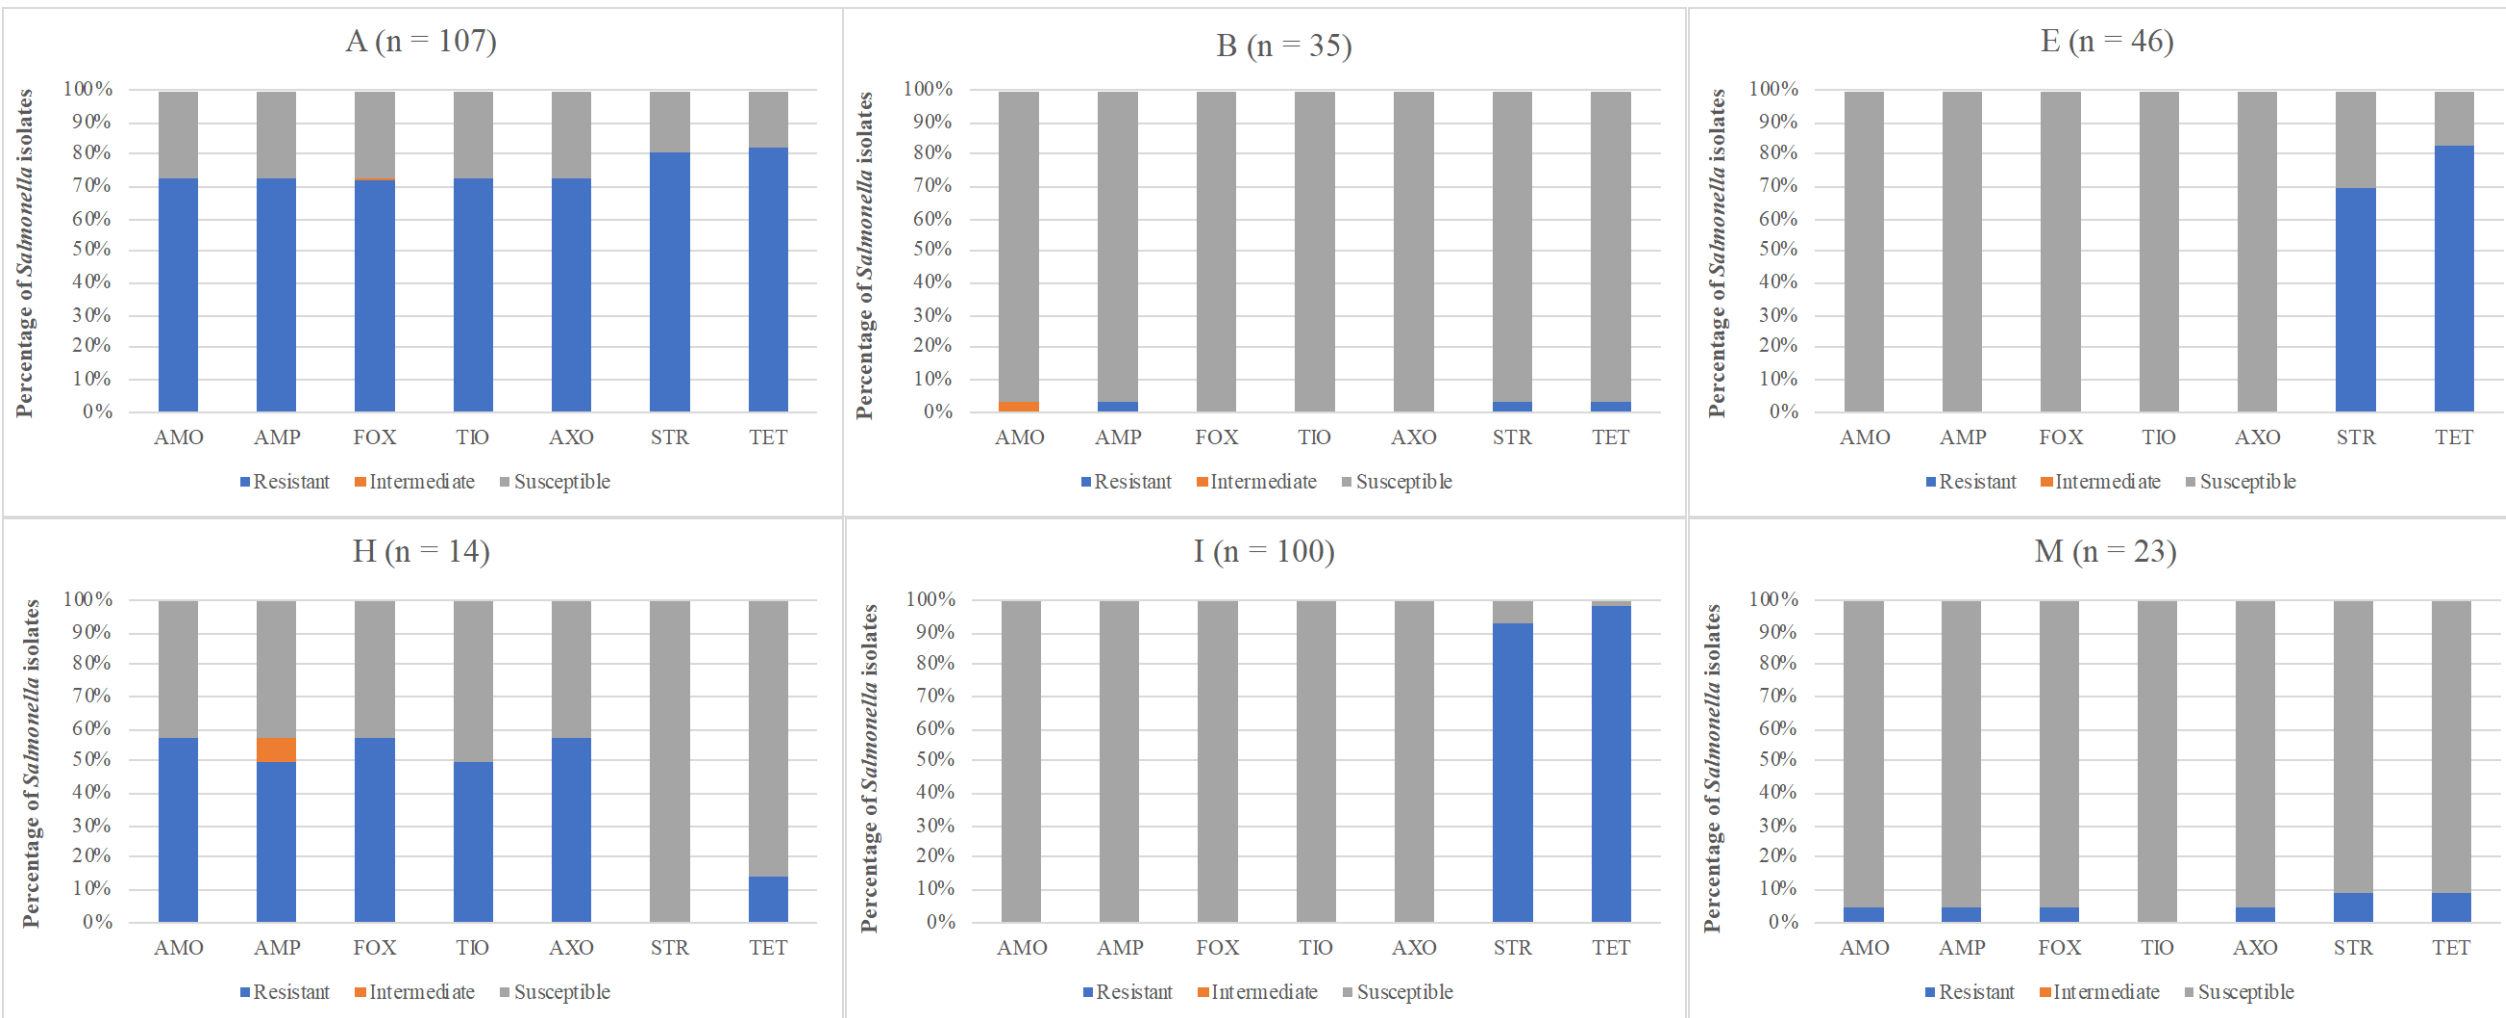 A (n = 107)
Percentage of Salmonella isolates
100%
90%
80%
70%
60%
50%
40%
30%
20%
10%
0%
AMO AMP FOX TIO AXO STR TET
Resistant Intermediate Susceptible
B (n = 35)
Percentage of Salmonella isolates
100%
90%
80%
70%
60%
50%
40%
30%
20%
10%
0%
AMO AMP FOX TIO AXO STR TET
Resistant Intermediate Susceptible
E (n = 46)
Percentage of Salmonella isolates
100%
90%
80%
70%
60%
50%
40%
30%
20%
10%
0%
AMO AMP FOX TIO AXO STR TET
Resistant Intermediate Susceptible
H (n = 14)
Percentage of Salmonella isolates
100%
90%
80%
70%
60%
50%
40%
30%
20%
10%
0%
AMO AMP FOX TIO AXO STR TET
Resistant Intermediate Susceptible
I (n = 100)
Percentage of Salmonella isolates
100%
90%
80%
70%
60%
50%
40%
30%
20%
10%
0%
AMO AMP FOX TIO AXO STR TET
Resistant Intermediate Susceptible
M (n = 23)
Percentage of Salmonella isolates
100%
90%
80%
70%
60%
50%
40%
30%
20%
10%
0%
AMO AMP FOX TIO AXO STR TET
Resistant Intermediate Susceptible